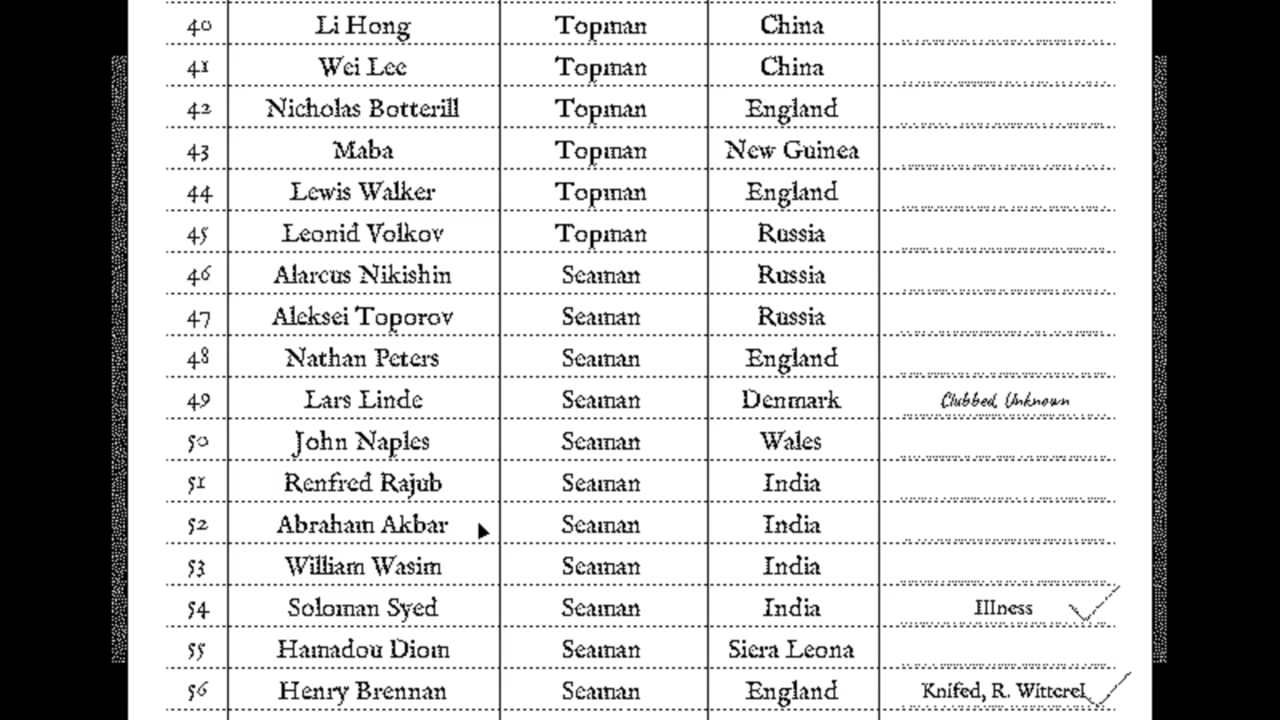 40 Li Hong Topman China
41 Wei Lee Topman China
42 Nicholas Botterill Topman England
43 Maba Topman New Guinea
44 Lewis Walker Topman England
45 Leonid Volkov Topman Russia
46 Alarcus Nikishin Seaman Russia
47 Aleksei Toporov Seaman Russia
48 Nathan Peters Seaman England
49 Lars Linde Seaman Denmark Clubbed, Unknown
50 John Naples Seaman Wales
51 Renfred Rajub Seaman India
52 Abraham Akbar Seaman India
53 William Wasim Seaman India
54 Soloman Syed Seaman India Illness
55 Hamadou Diom Seaman Siera Leona
56 Henry Brennan Seaman England Knifed, R. Witterel